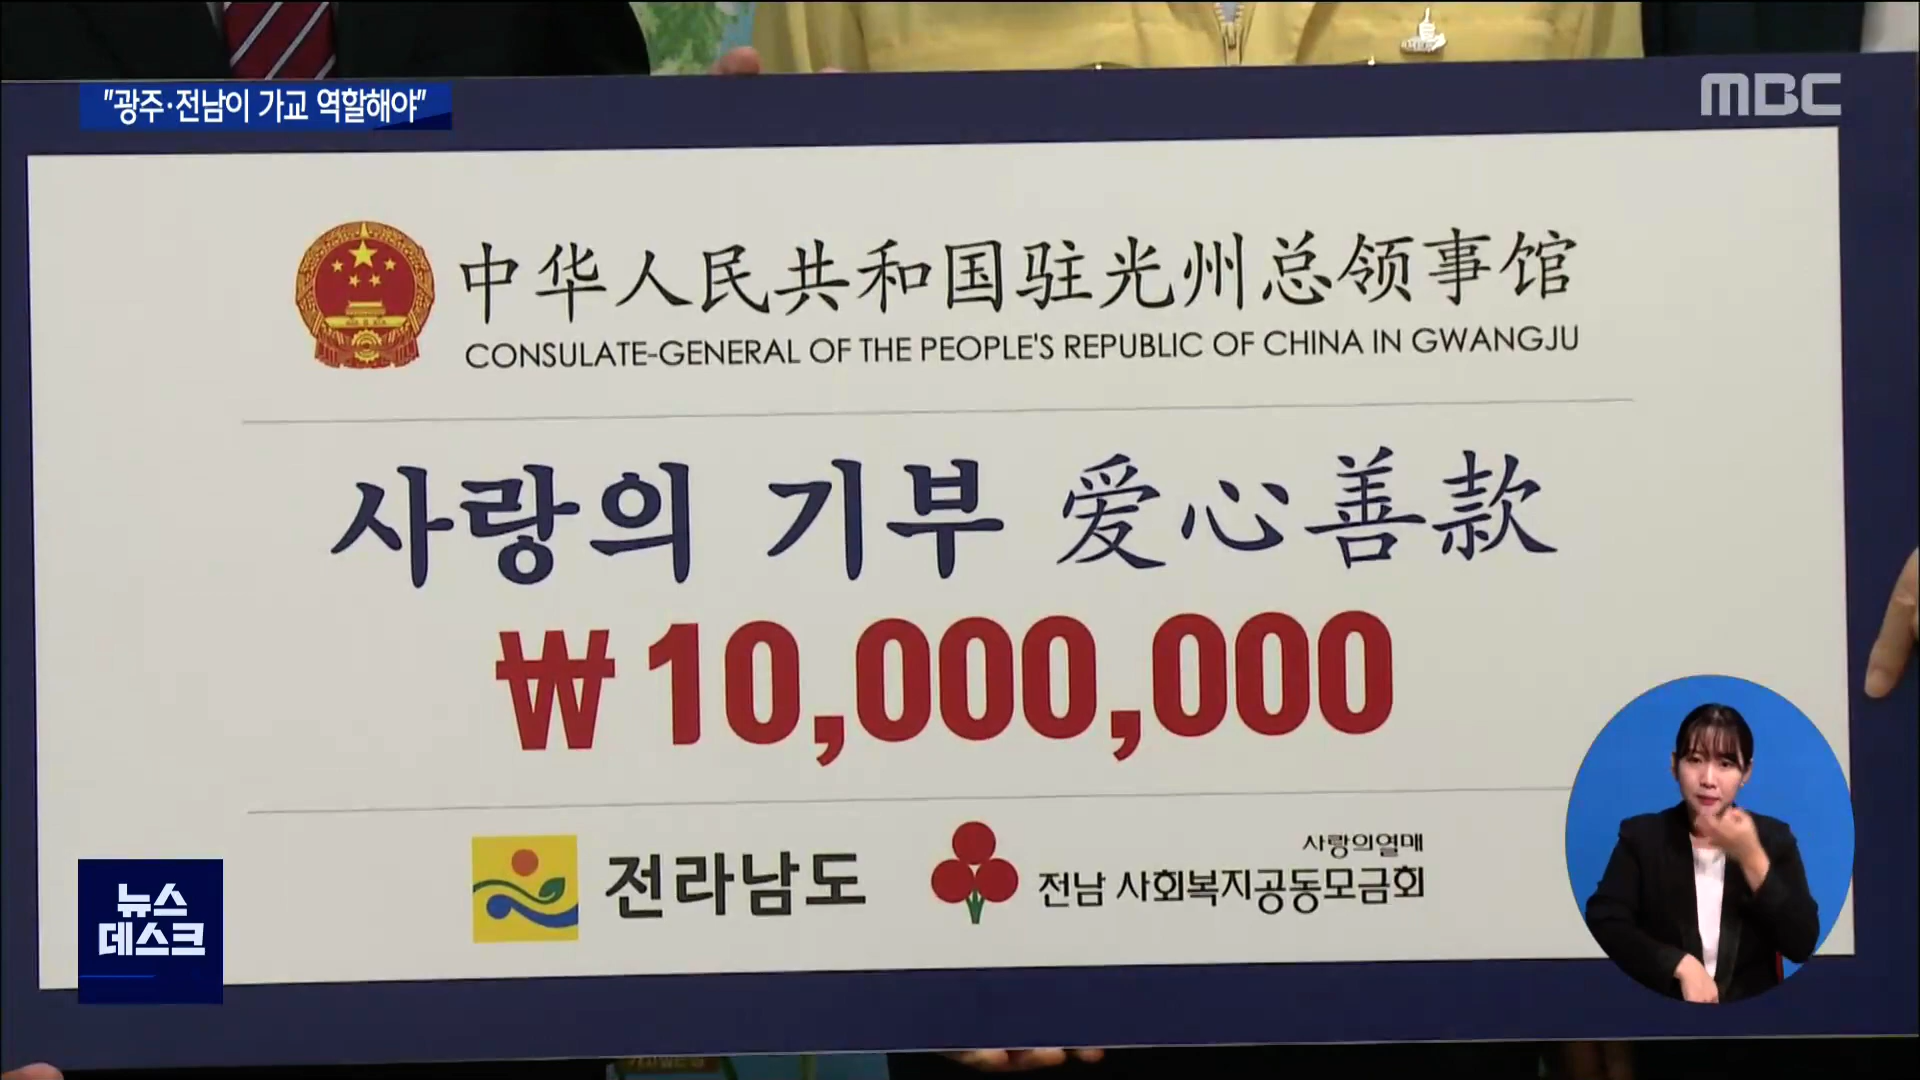 "광주·전남이 가교 역할해야"
MBC
中华人民共和国驻光州总领事馆
CONSULATE-GENERAL OF THE PEOPLE'S REPUBLIC OF CHINA IN GWANGJU
사랑의 기부 爱心善款
₩10,000,000
전라남도
사랑의열매
전남 사회복지공동모금회
뉴스
데스크